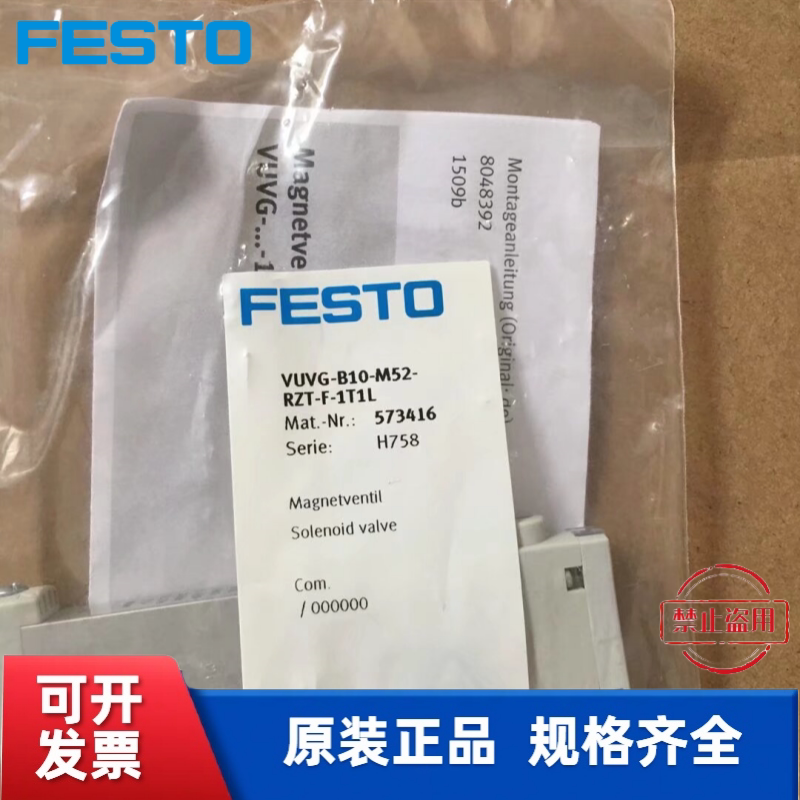 FESTO
Magnetve
VUVG-...-1
Montageanleitung (Original: de)
8048392
1509b
FESTO
VUVG-B10-M52-
RZT-F-1T1L
Mat.-Nr.: 573416
Serie: H758
Magnetventil
Solenoid valve
Com.
/ 000000
禁止盗用
可开
发票
原装正品 规格齐全